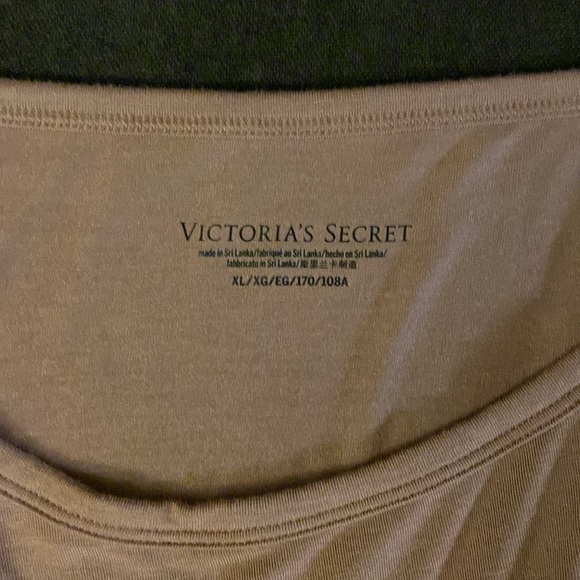 VICTORIA'S SECRET
made in Sri Lanka/fabriqué au Sri Lanka/hecho en Sri Lanka/
fabbricato in Sri Lanka/斯里兰卡制造
XL/XG/EG/170/108A